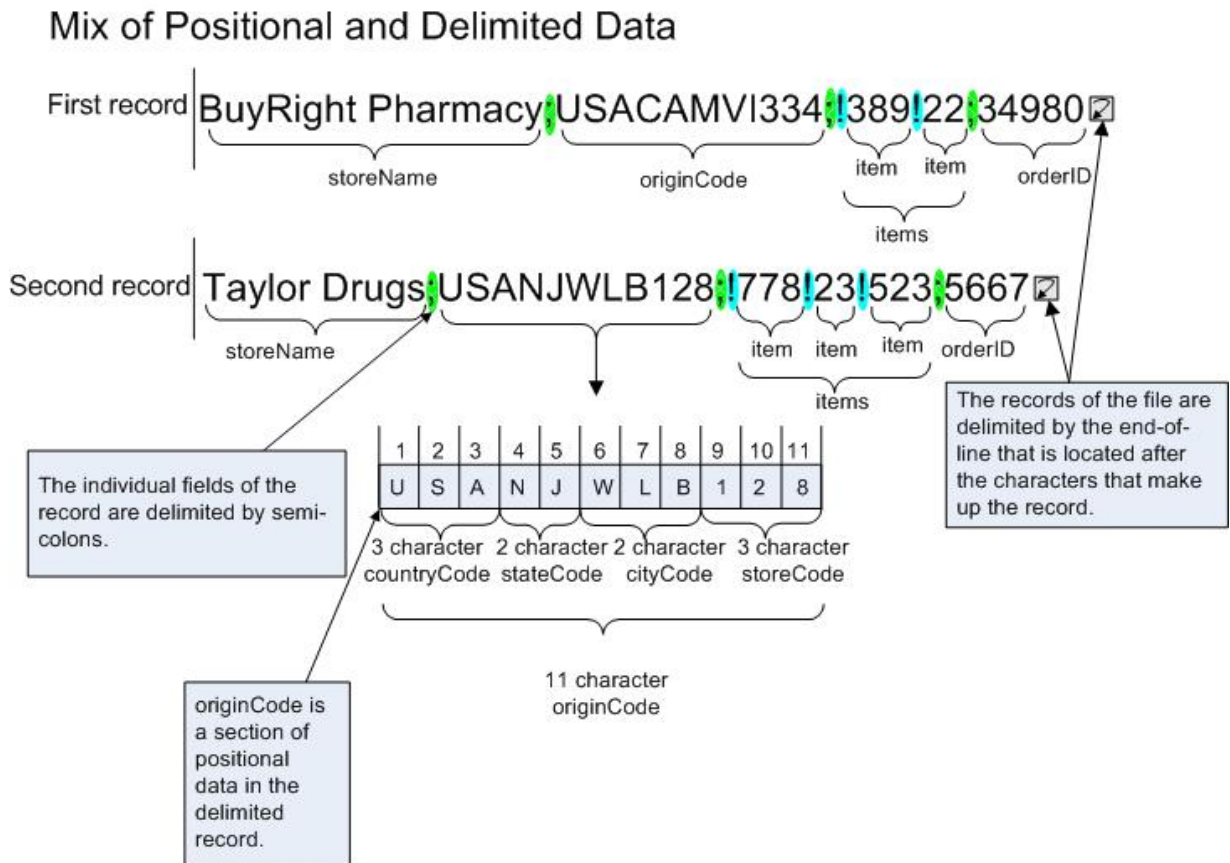 Mix of Positional and Delimited Data
First record
BuyRight Pharmacy;USACAMVI334;!389!22;34980
storeName
originCode
item
item
orderID
items
Second record
Taylor Drugs;USANJWLB128;!778!23!523;5667
storeName
item
item
item
orderID
items
The records of the file are
delimited by the end-of-
line that is located after
the characters that make
up the record.
1 2 3 4 5 6 7 8 9 10 11
U S A N J W L B 1 2 8
The individual fields of the
record are delimited by semi-
colons.
3 character
countryCode
2 character
stateCode
2 character
cityCode
3 character
storeCode
11 character
originCode
originCode is
a section of
positional
data in the
delimited
record.